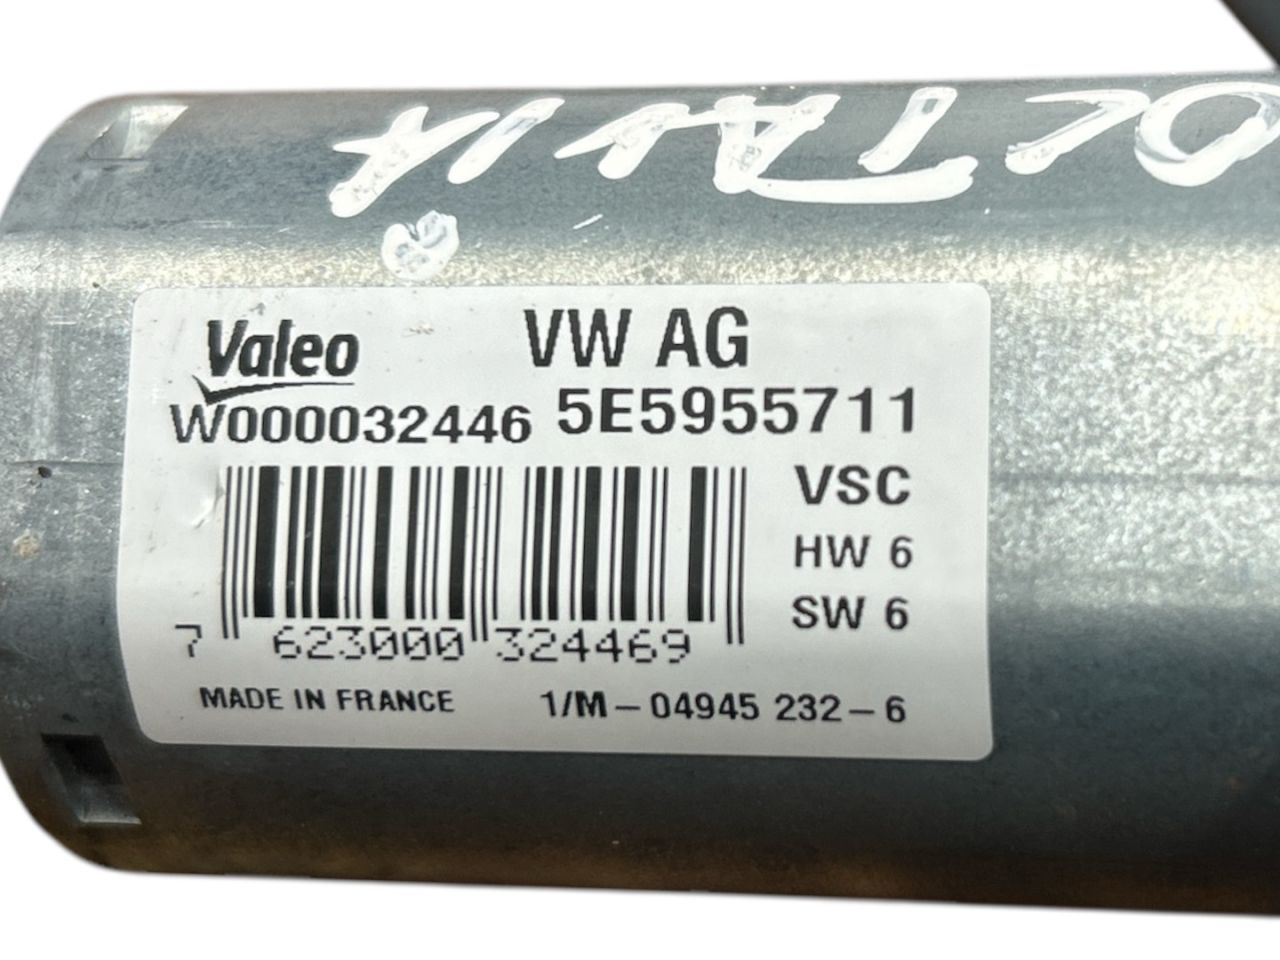 OCTAVIA
Valeo
VW AG
W000032446
5E5955711
VSC
HW 6
SW 6
7 623000 324469
MADE IN FRANCE
1/M – 04945 232 – 6